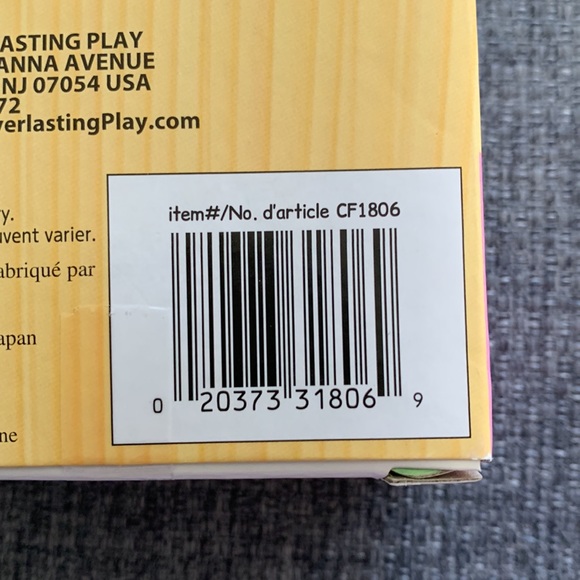 LASTING PLAY
ANNA AVENUE
NJ 07054 USA
72
verlastingPlay.com
y.
uvent varier.
abriqué par
apan
ne
item#/No. d'article CF1806
0 20373 31806 9